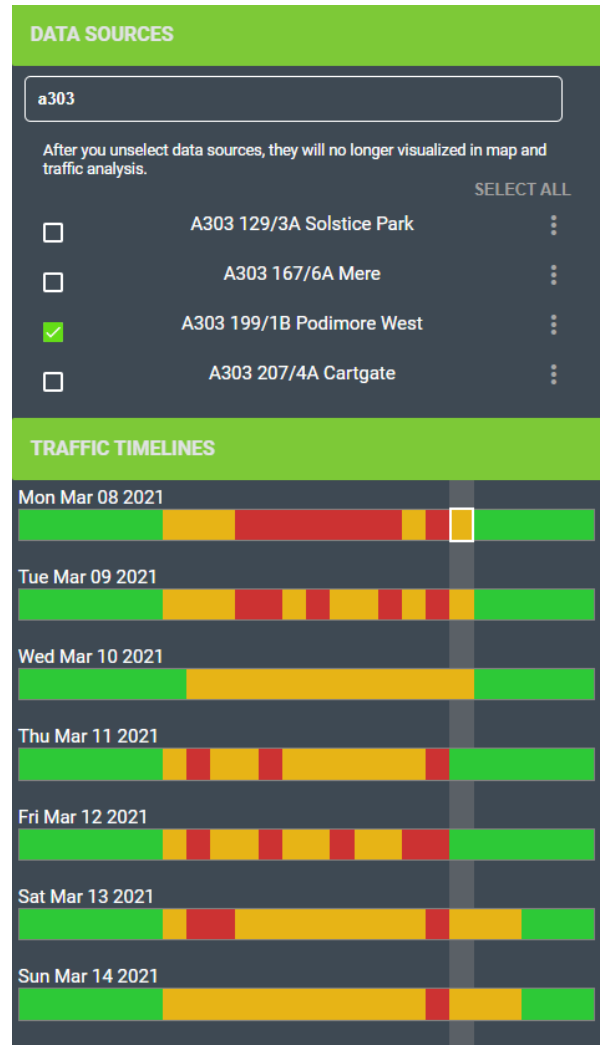 DATA SOURCES
a303
After you unselect data sources, they will no longer visualized in map and
traffic analysis.
SELECT ALL
A303 129/3A Solstice Park
A303 167/6A Mere
A303 199/1B Podimore West
A303 207/4A Cartgate
TRAFFIC TIMELINES
Mon Mar 08 2021
Tue Mar 09 2021
Wed Mar 10 2021
Thu Mar 11 2021
Fri Mar 12 2021
Sat Mar 13 2021
Sun Mar 14 2021